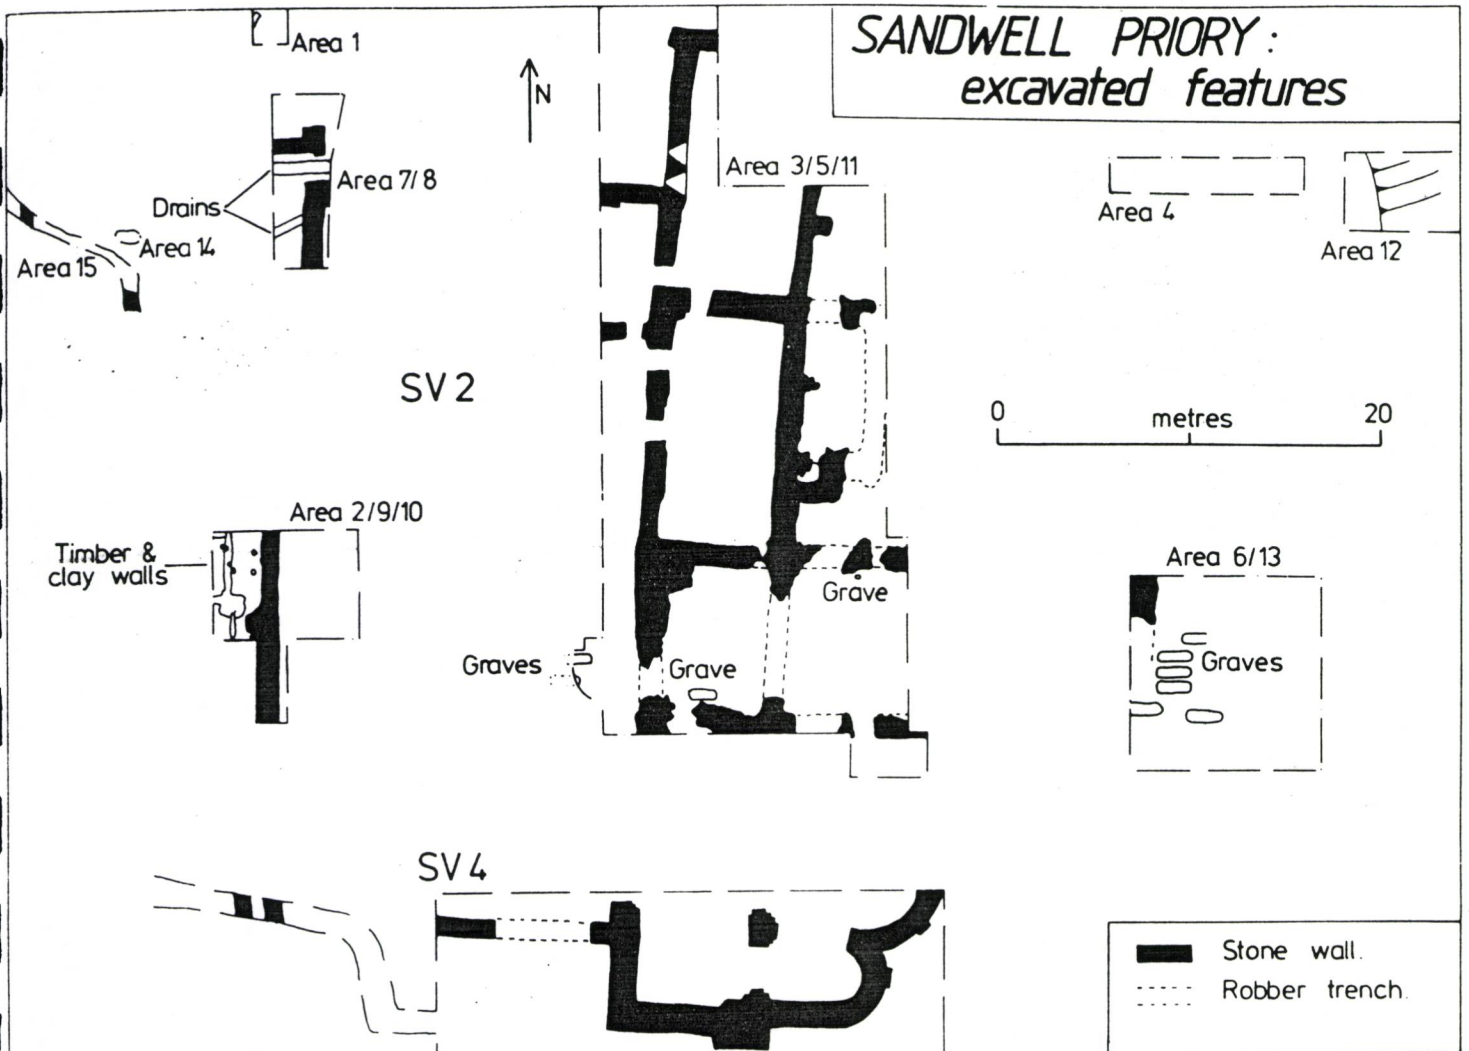 SANDWELL PRIORY:
excavated features
Area 1
N
Area 7/8
Area 3/5/11
Area 4
Area 12
Drains
Area 14
Area 15
SV 2
0 metres 20
Area 2/9/10
Timber &
clay walls
Area 6/13
Grave
Graves
Grave
Graves
SV 4
Stone wall.
Robber trench.